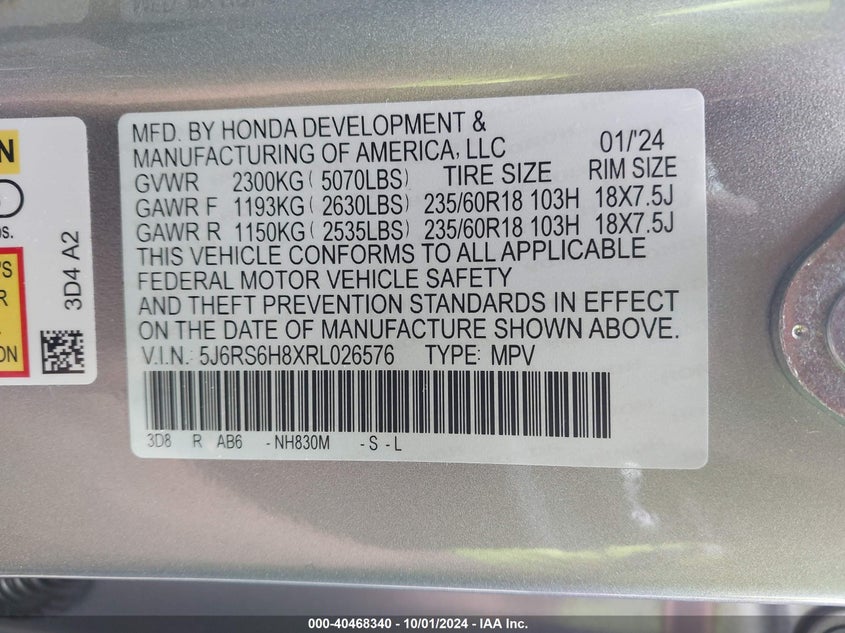 MFD. BY HONDA DEVELOPMENT &
MANUFACTURING OF AMERICA, LLC 01/'24
GVWR 2300KG ( 5070LBS) TIRE SIZE RIM SIZE
GAWR F 1193KG ( 2630LBS) 235/60R18 103H 18X7.5J
GAWR R 1150KG ( 2535LBS) 235/60R18 103H 18X7.5J
THIS VEHICLE CONFORMS TO ALL APPLICABLE
FEDERAL MOTOR VEHICLE SAFETY
AND THEFT PREVENTION STANDARDS IN EFFECT
ON THE DATE OF MANUFACTURE SHOWN ABOVE.
V.I.N.: 5J6RS6H8XRL026576 TYPE: MPV
3D8 R AB6 -NH830M -S -L
3D4 A2
000-40468340 - 10/01/2024 - IAA Inc.